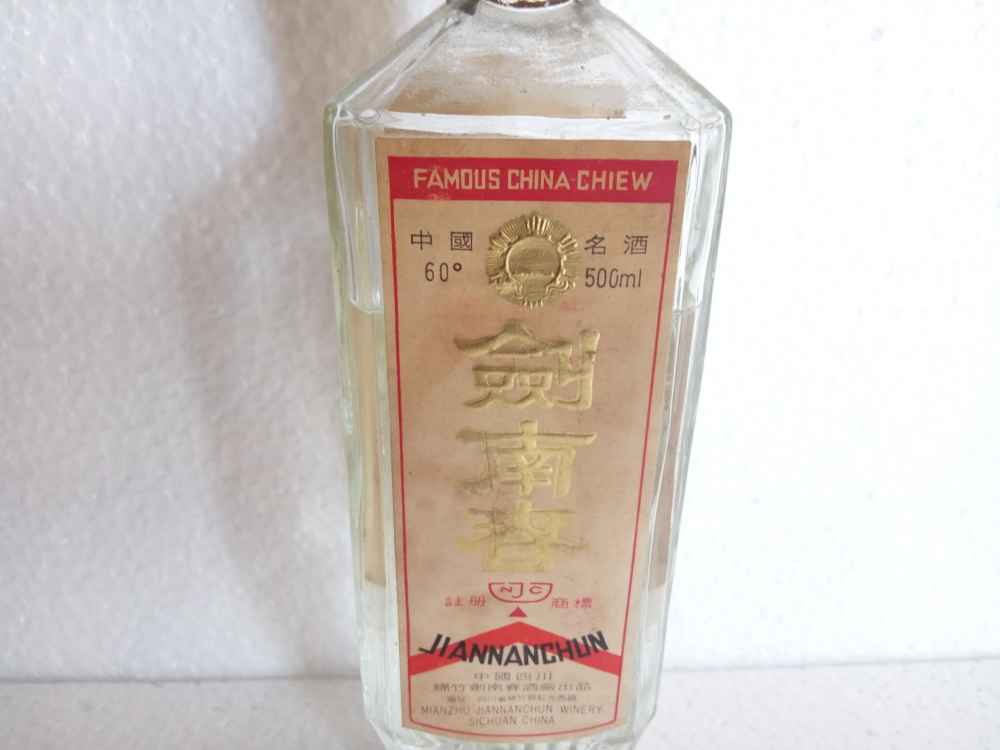 FAMOUS CHINA-CHIEW
中國 名酒
60° 500ml
劍南春
NJC
註册 商標
JIANNANCHUN
中國四川
綿竹劍南春酒廠出品
MIANZHU JIANNANCHUN WINERY
SICHUAN CHINA